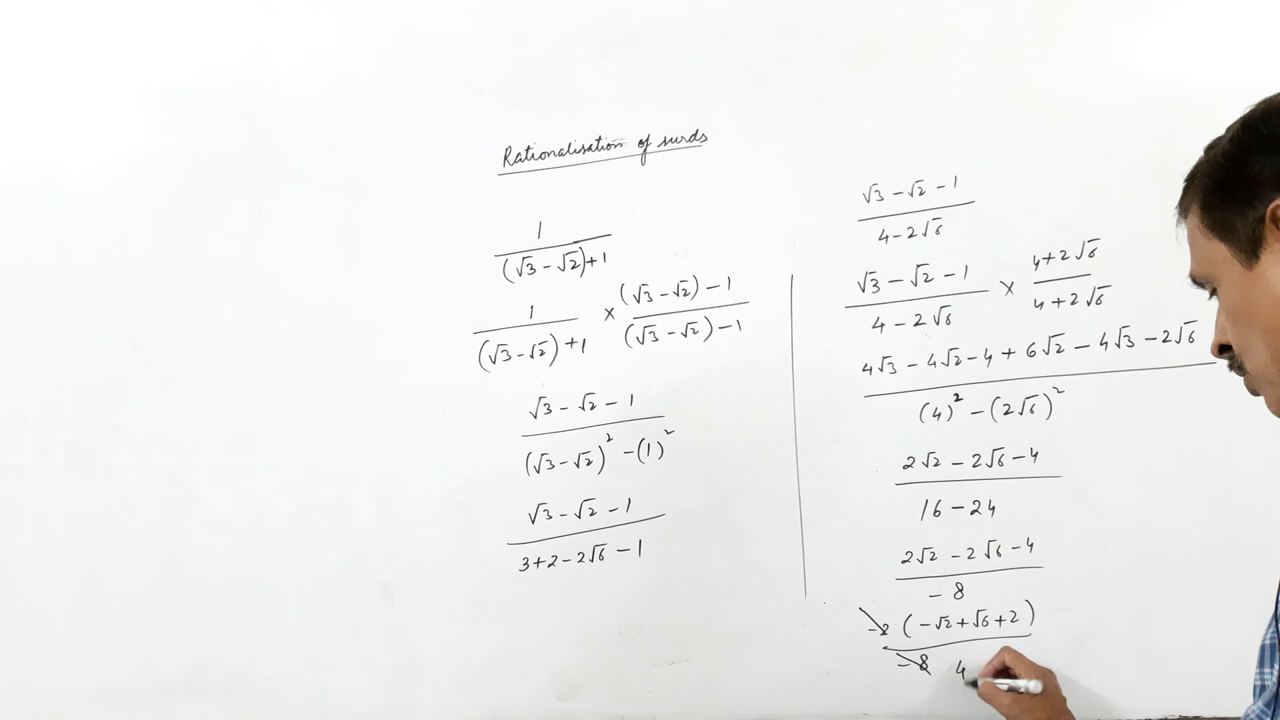 Rationalisation of surds
1
(√3 - √2)+1
1
(√3 - √2) +1
×
(√3 - √2) - 1
(√3 - √2) - 1
√3 - √2 - 1
(√3 - √2)² - (1)²
√3 - √2 - 1
3+2-2√6 - 1
√3 - √2 - 1
4 - 2√6
√3 - √2 - 1
4 - 2√6
×
4+2√6
4+2√6
4√3 - 4√2 - 4 + 6√2 - 4√3 - 2√6
(4)² - (2√6)²
2√2 - 2√6 - 4
16 - 24
2√2 - 2√6 - 4
- 8
-2 (-√2+√6+2)
-8 4